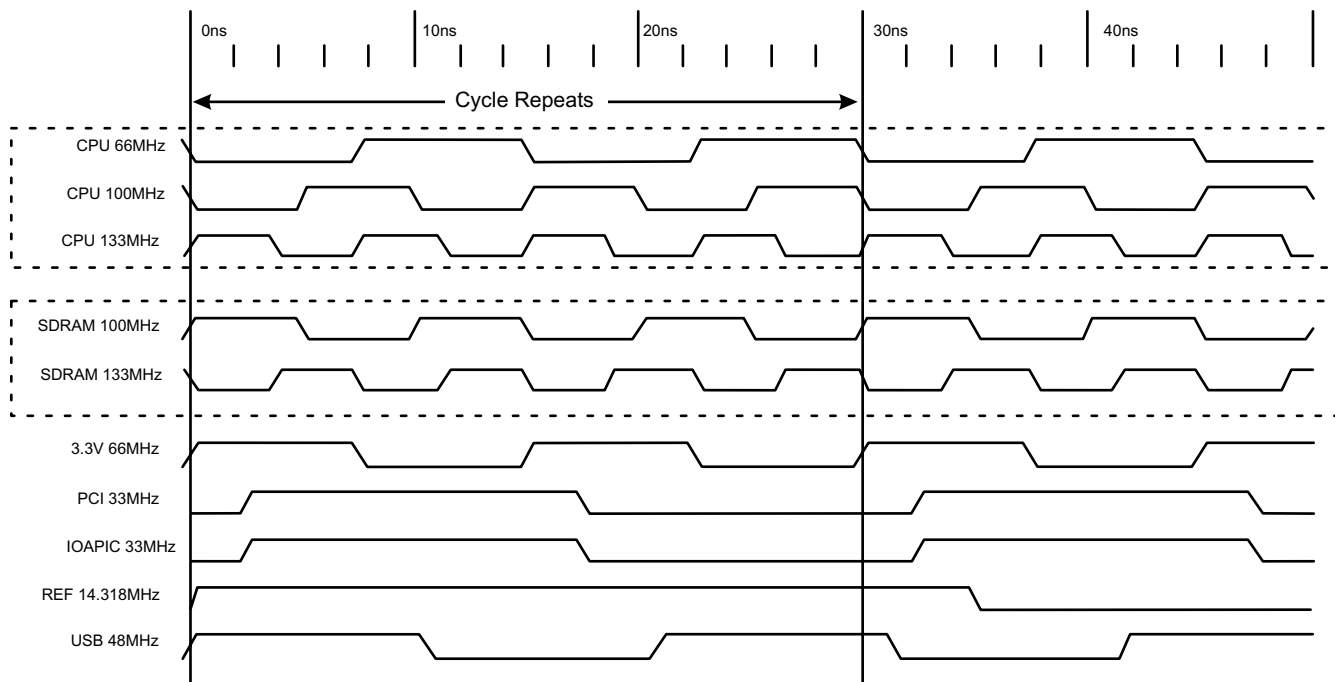 0ns
10ns
20ns
30ns
40ns
Cycle Repeats
CPU 66MHz
CPU 100MHz
CPU 133MHz
SDRAM 100MHz
SDRAM 133MHz
3.3V 66MHz
PCI 33MHz
IOAPIC 33MHz
REF 14.318MHz
USB 48MHz